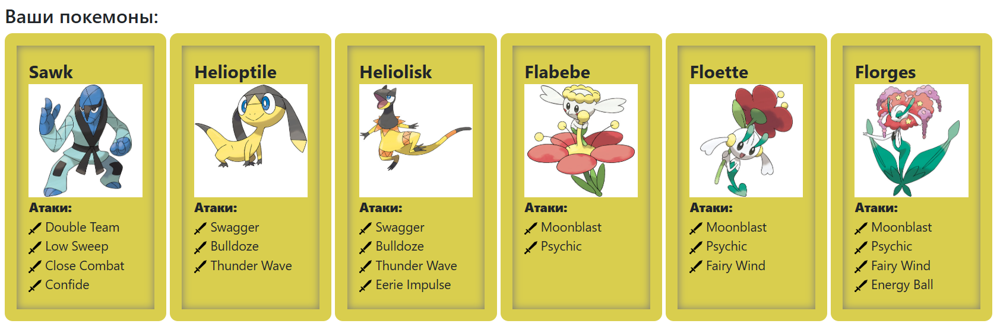 Ваши покемоны:
Sawk
Атаки:
Double Team
Low Sweep
Close Combat
Confide
Helioptile
Атаки:
Swagger
Bulldoze
Thunder Wave
Heliolisk
Атаки:
Swagger
Bulldoze
Thunder Wave
Eerie Impulse
Flabebe
Атаки:
Moonblast
Psychic
Floette
Атаки:
Moonblast
Psychic
Fairy Wind
Florges
Атаки:
Moonblast
Psychic
Fairy Wind
Energy Ball